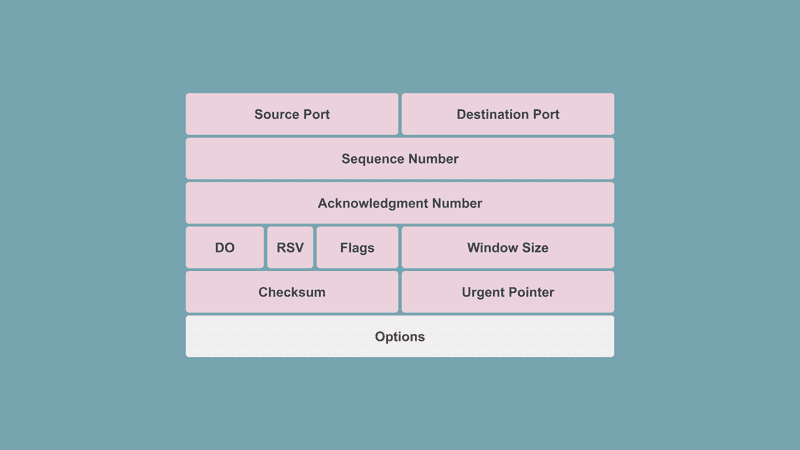 Source Port Destination Port
Sequence Number
Acknowledgment Number
DO RSV Flags Window Size
Checksum Urgent Pointer
Options